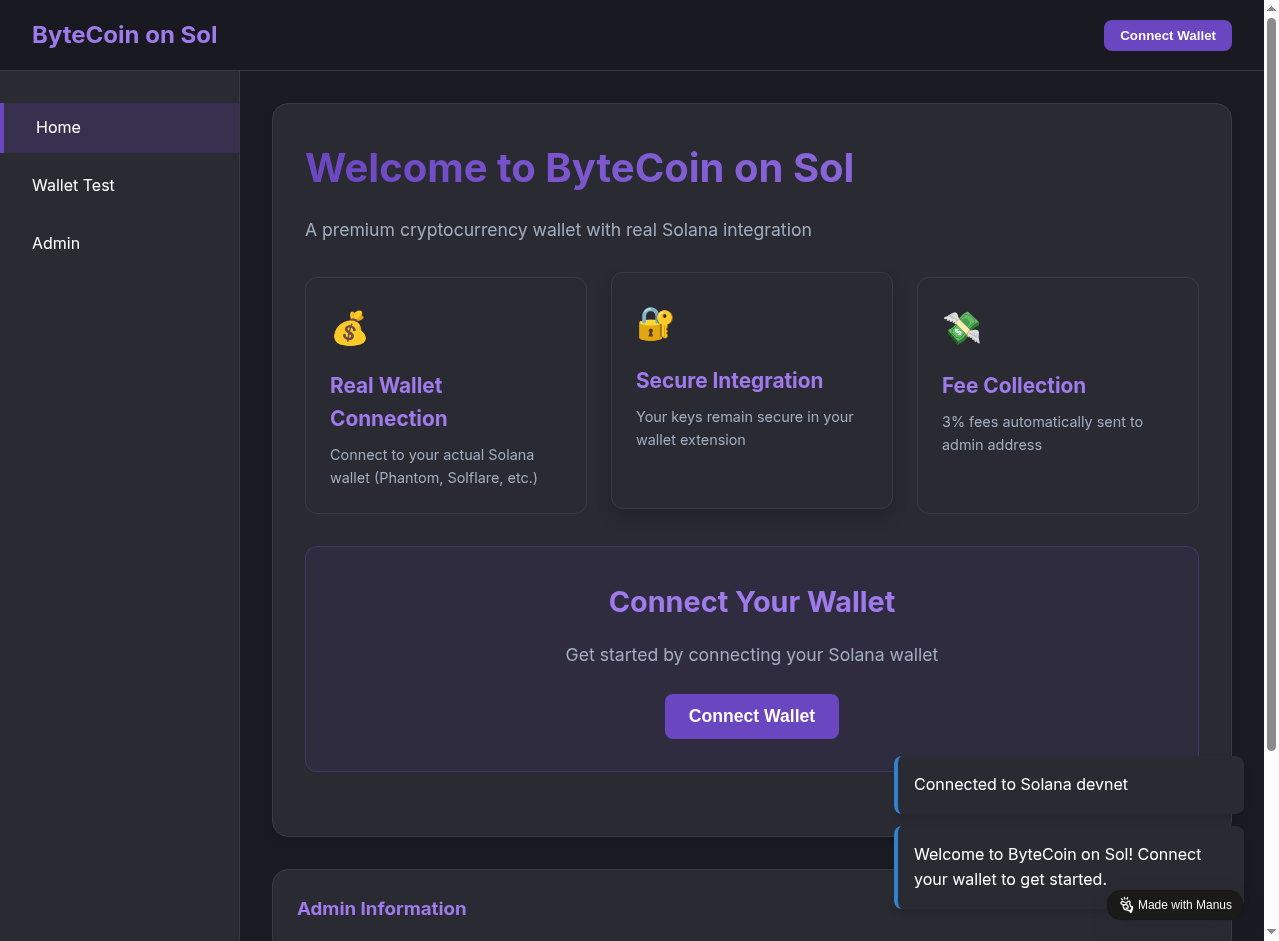 ByteCoin on Sol
Connect Wallet
Home
Wallet Test
Admin
Welcome to ByteCoin on Sol
A premium cryptocurrency wallet with real Solana integration
Real Wallet
Connection
Connect to your actual Solana
wallet (Phantom, Solflare, etc.)
Secure Integration
Your keys remain secure in your
wallet extension
Fee Collection
3% fees automatically sent to
admin address
Connect Your Wallet
Get started by connecting your Solana wallet
Connect Wallet
Connected to Solana devnet
Welcome to ByteCoin on Sol! Connect
your wallet to get started.
Made with Manus
Admin Information